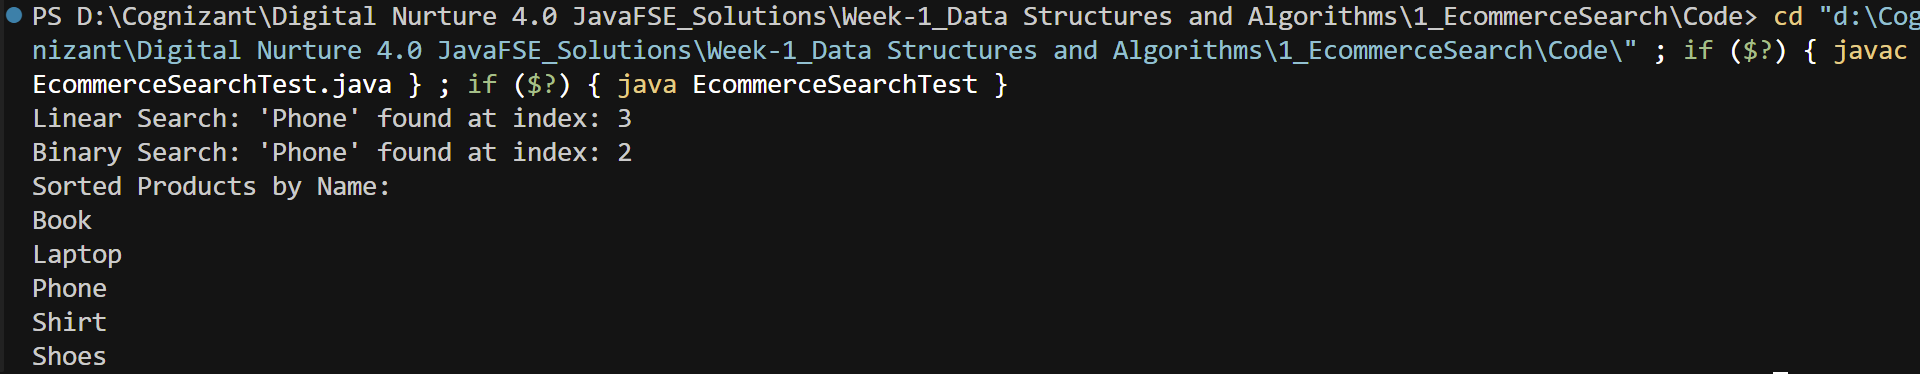 PS D:\Cognizant\Digital Nurture 4.0 JavaFSE_Solutions\Week-1_Data Structures and Algorithms\1_EcommerceSearch\Code> cd "d:\Cog
nizant\Digital Nurture 4.0 JavaFSE_Solutions\Week-1_Data Structures and Algorithms\1_EcommerceSearch\Code\" ; if ($?) { javac
EcommerceSearchTest.java } ; if ($?) { java EcommerceSearchTest }
Linear Search: 'Phone' found at index: 3
Binary Search: 'Phone' found at index: 2
Sorted Products by Name:
Book
Laptop
Phone
Shirt
Shoes